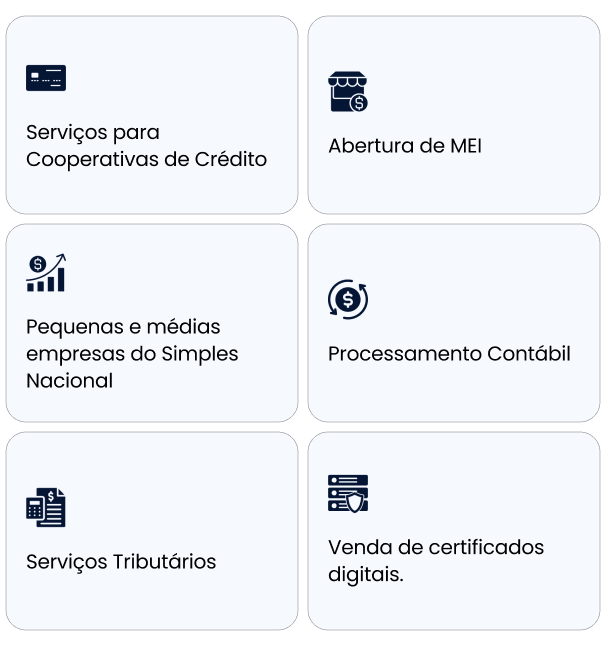 Serviços para
Cooperativas de Crédito
Abertura de MEI
Pequenas e médias
empresas do Simples
Nacional
Processamento Contábil
Serviços Tributários
Venda de certificados
digitais.